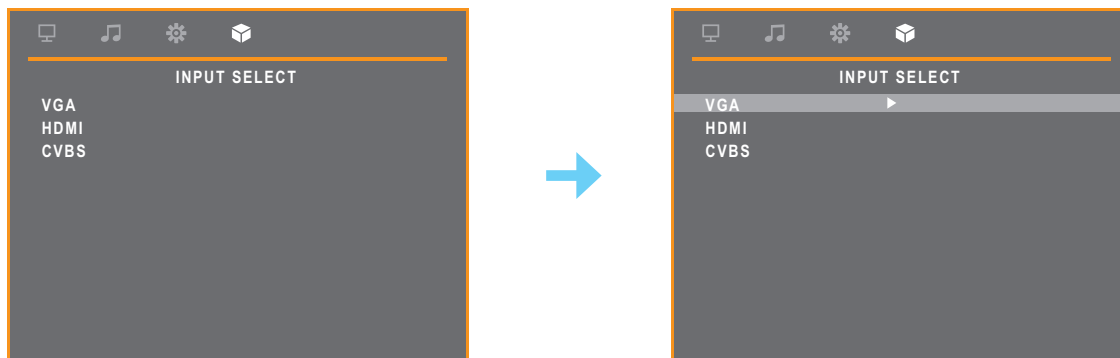 INPUT SELECT
VGA
HDMI
CVBS
INPUT SELECT
VGA
HDMI
CVBS